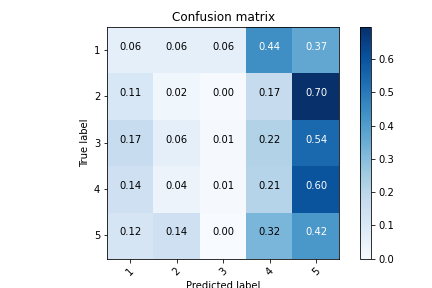 Confusion matrix
1 0.06 0.06 0.06 0.44 0.37
2 0.11 0.02 0.00 0.17 0.70
3 0.17 0.06 0.01 0.22 0.54
4 0.14 0.04 0.01 0.21 0.60
5 0.12 0.14 0.00 0.32 0.42
1 2 3 4 5
True label
Predicted label
0.6
0.5
0.4
0.3
0.2
0.1
0.0